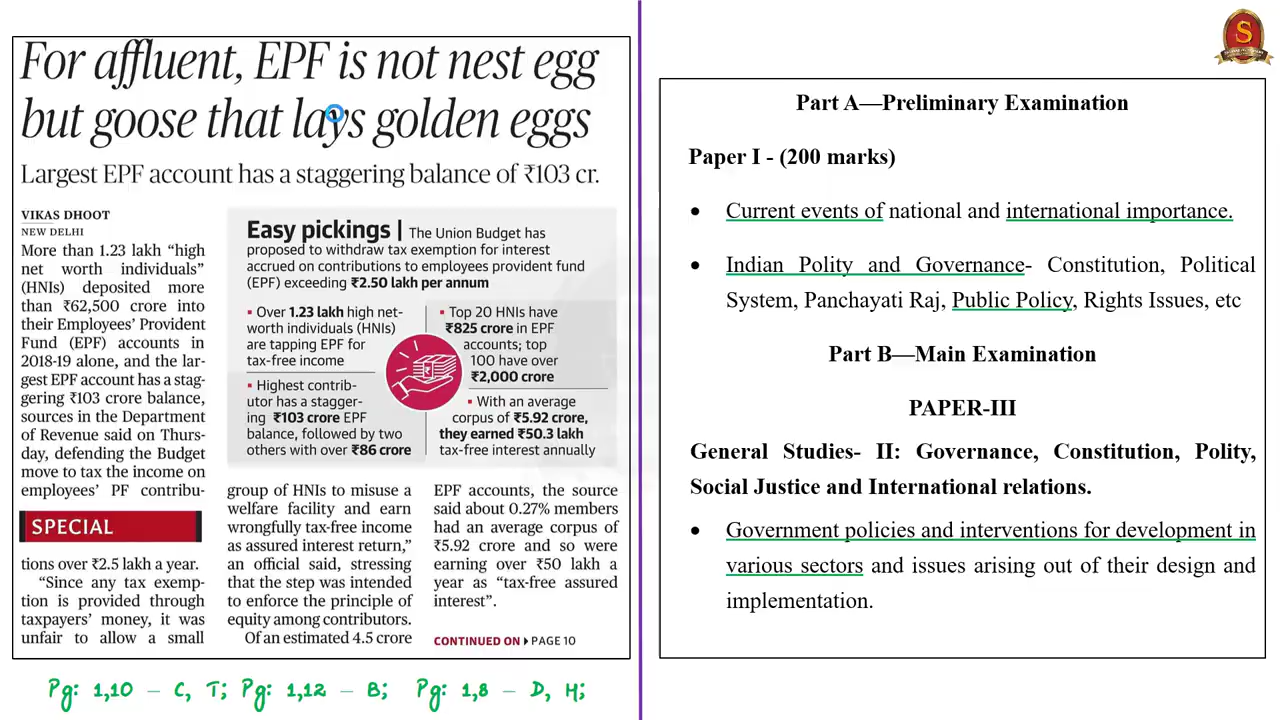 For affluent, EPF is not nest egg
but goose that lays golden eggs
Largest EPF account has a staggering balance of ₹103 cr.
VIKAS DHOOT
NEW DELHI
More than 1.23 lakh “high
net worth individuals”
(HNIs) deposited more
than ₹62,500 crore into
their Employees’ Provident
Fund (EPF) accounts in
2018-19 alone, and the lar-
gest EPF account has a stag-
gering ₹103 crore balance,
sources in the Department
of Revenue said on Thurs-
day, defending the Budget
move to tax the income on
employees’ PF contribu-
SPECIAL
tions over ₹2.5 lakh a year.
“Since any tax exemp-
tion is provided through
taxpayers’ money, it was
unfair to allow a small
Easy pickings | The Union Budget has
proposed to withdraw tax exemption for interest
accrued on contributions to employees provident fund
(EPF) exceeding ₹2.50 lakh per annum
▪ Over 1.23 lakh high net-
worth individuals (HNIs)
are tapping EPF for
tax-free income
▪ Highest contrib-
utor has a stagger-
ing ₹103 crore EPF
balance, followed by two
others with over ₹86 crore
▪ Top 20 HNIs have
₹825 crore in EPF
accounts; top
100 have over
₹2,000 crore
▪ With an average
corpus of ₹5.92 crore,
they earned ₹50.3 lakh
tax-free interest annually
group of HNIs to misuse a
welfare facility and earn
wrongfully tax-free income
as assured interest return,”
an official said, stressing
that the step was intended
to enforce the principle of
equity among contributors.
Of an estimated 4.5 crore
EPF accounts, the source
said about 0.27% members
had an average corpus of
₹5.92 crore and so were
earning over ₹50 lakh a
year as “tax-free assured
interest”.
CONTINUED ON ▸ PAGE 10
Pg: 1,10 – C, T; Pg: 1,12 – B; Pg: 1,8 – D, H;
S
Part A—Preliminary Examination
Paper I - (200 marks)
• Current events of national and international importance.
• Indian Polity and Governance- Constitution, Political
System, Panchayati Raj, Public Policy, Rights Issues, etc
Part B—Main Examination
PAPER-III
General Studies- II: Governance, Constitution, Polity,
Social Justice and International relations.
• Government policies and interventions for development in
various sectors and issues arising out of their design and
implementation.